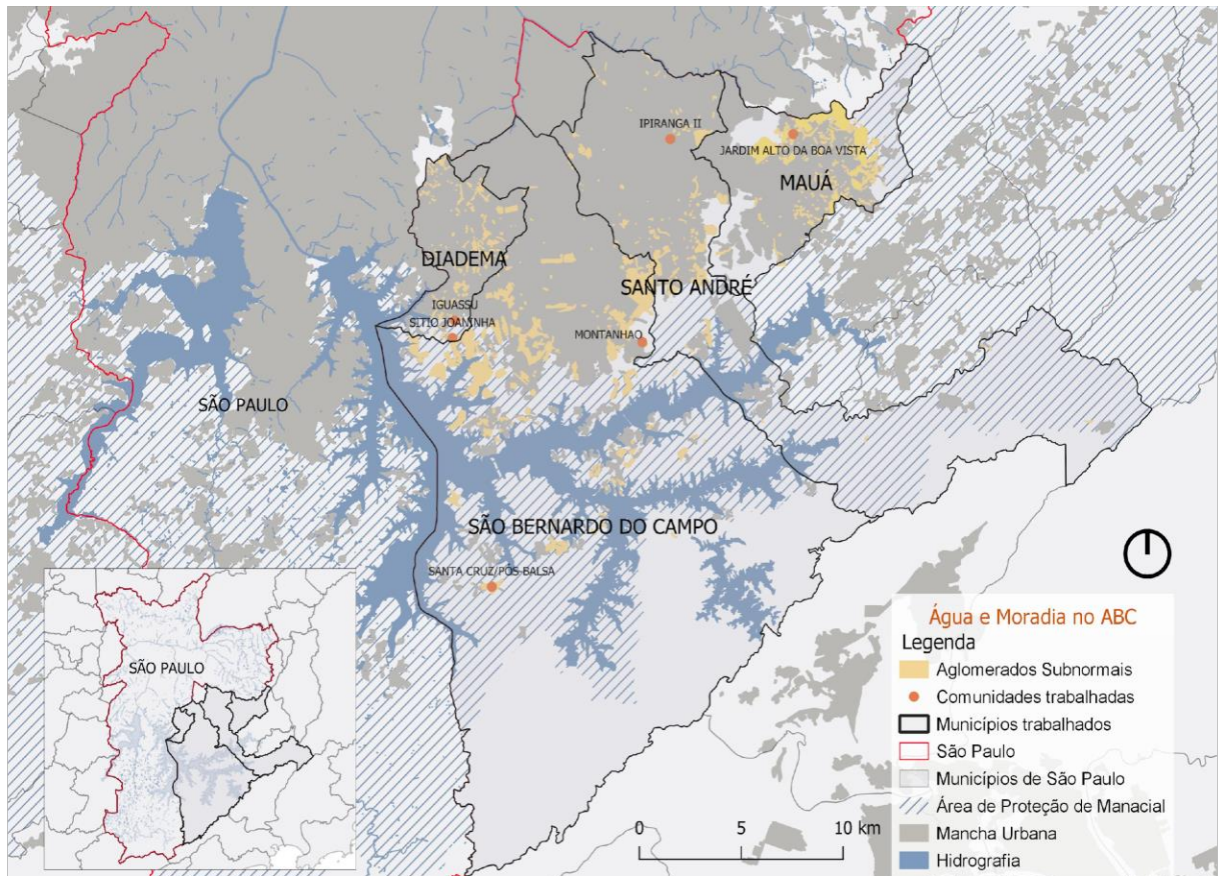 IPIRANGA II
JARDIM ALTO DA BOA VISTA
MAUÁ
DIADEMA
SANTO ANDRÉ
IGUASSU
SITIO JOANINHA
MONTANHAO
SÃO PAULO
SÃO BERNARDO DO CAMPO
SANTA CRUZ/PÓS-BALSA
SÃO PAULO
Água e Moradia no ABC
Legenda
Aglomerados Subnormais
Comunidades trabalhadas
Municípios trabalhados
São Paulo
Municípios de São Paulo
Área de Proteção de Manacial
Mancha Urbana
Hidrografia
0 5 10 km